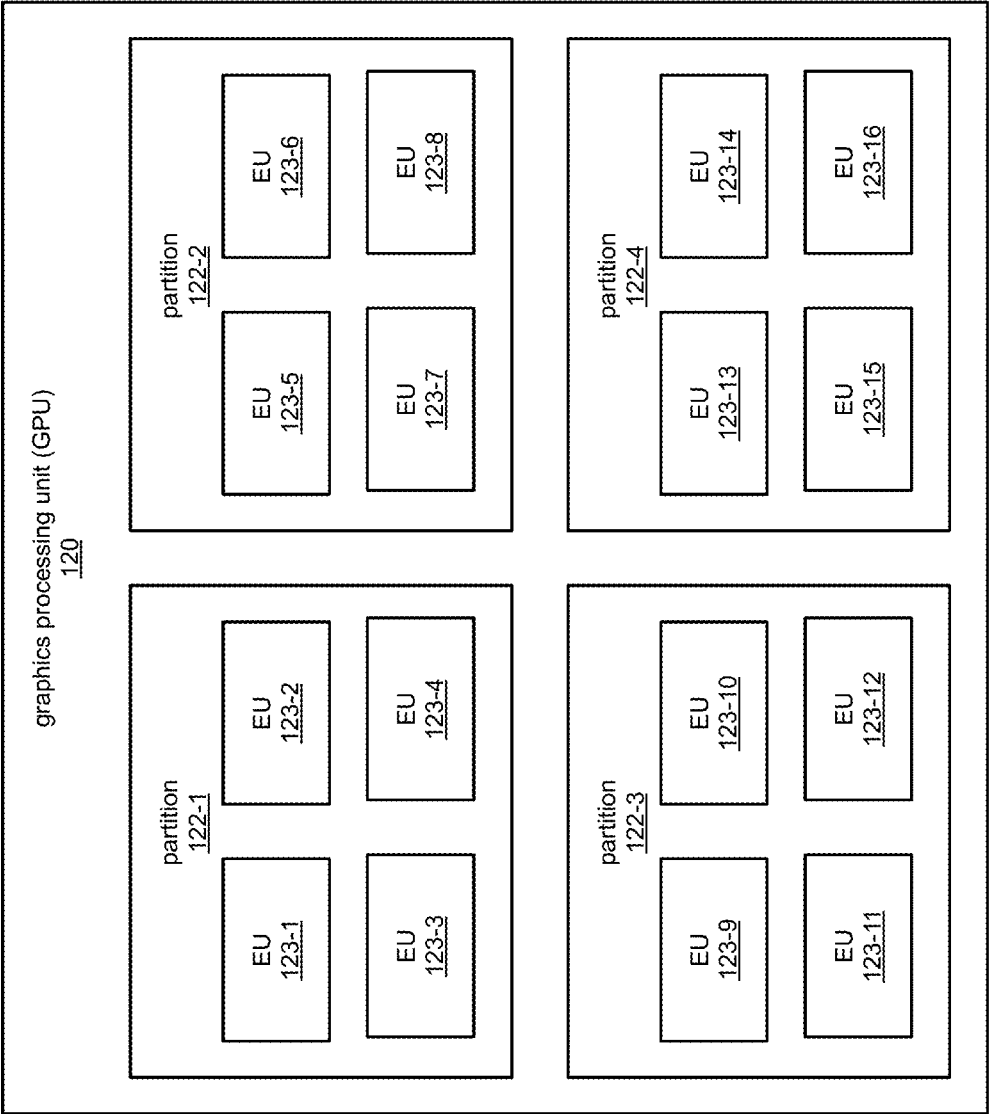 graphics processing unit (GPU)
120
partition
122-1
EU
123-1
EU
123-2
EU
123-3
EU
123-4
partition
122-2
EU
123-5
EU
123-6
EU
123-7
EU
123-8
partition
122-3
EU
123-9
EU
123-10
EU
123-11
EU
123-12
partition
122-4
EU
123-13
EU
123-14
EU
123-15
EU
123-16